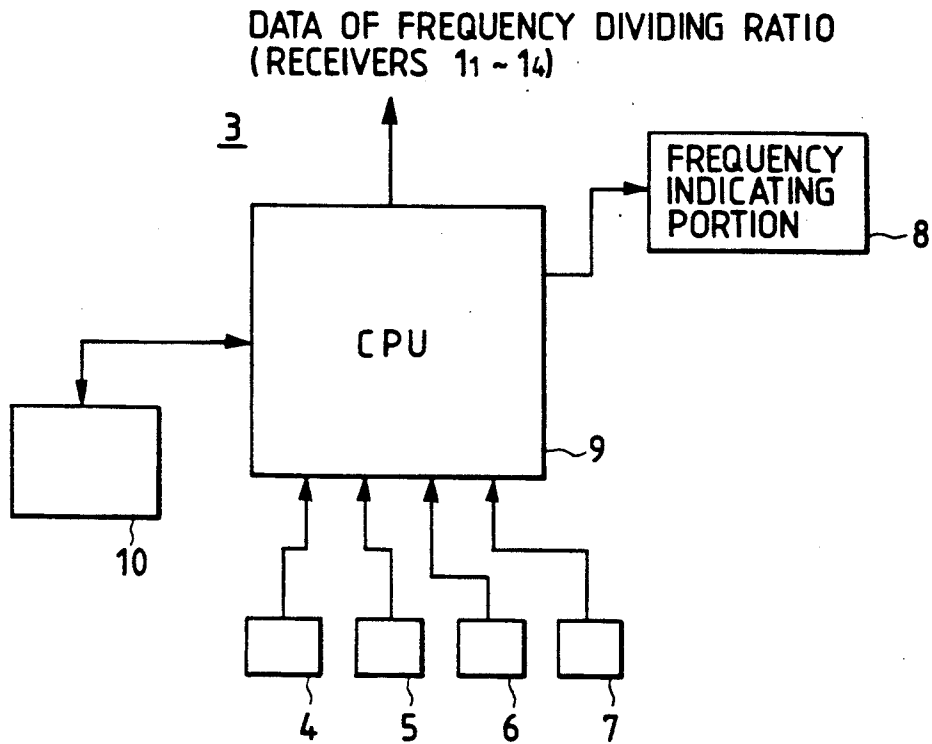 DATA OF FREQUENCY DIVIDING RATIO
(RECEIVERS 1₁ ~ 1₄)
3
FREQUENCY
INDICATING
PORTION
8
CPU
9
10
4 5 6 7